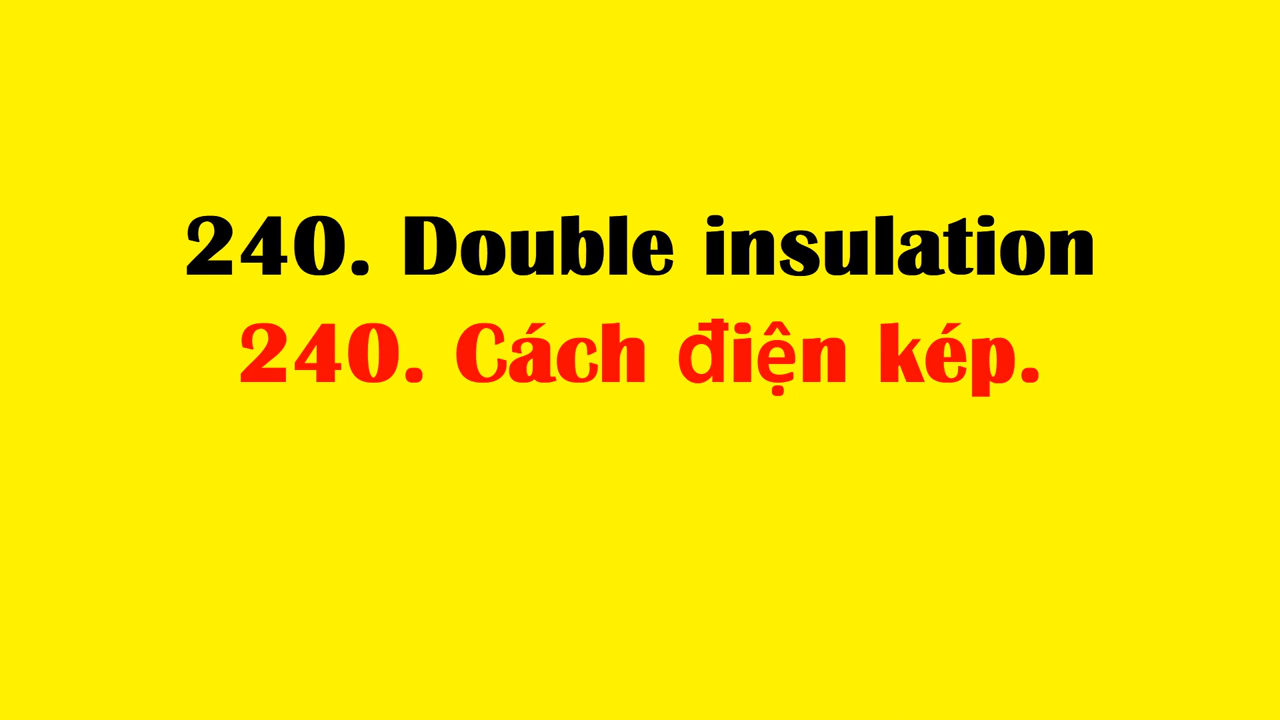 240. Double insulation
240. Cách điện kép.